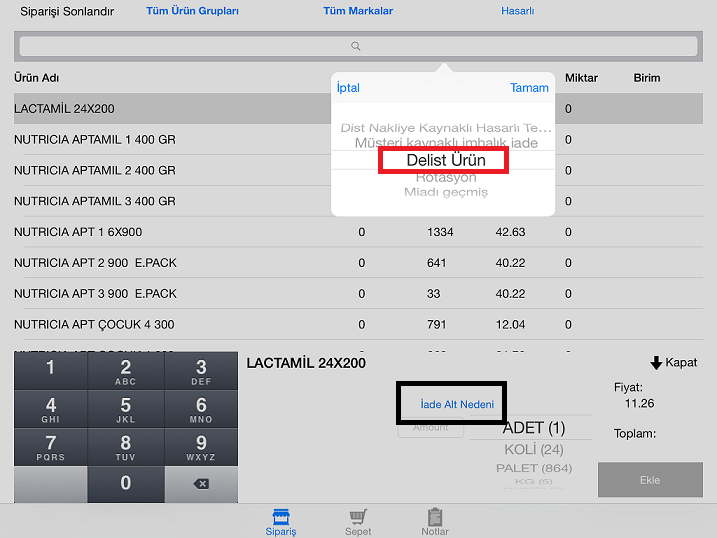 Siparişi Sonlandır Tüm Ürün Grupları Tüm Markalar Hasarlı
Ürün Adı Miktar Birim
İptal Tamam
Dist Nakliye Kaynaklı Hasarlı Te...
Müşteri kaynaklı imhalık iade
Delist Ürün
Rotasyon
Miadı geçmiş
LACTAMİL 24X200 0
NUTRICIA APTAMIL 1 400 GR 0
NUTRICIA APTAMIL 2 400 GR 0
NUTRICIA APTAMIL 3 400 GR 0
NUTRICIA APT 1 6X900 0 1334 42.63 0
NUTRICIA APT 2 900 E.PACK 0 641 40.22 0
NUTRICIA APT 3 900 E.PACK 0 33 40.22 0
NUTRICIA APT ÇOCUK 4 300 0 791 12.04 0
LACTAMİL 24X200 Kapat
1 2 ABC 3 DEF
4 GHI 5 JKL 6 MNO
7 PQRS 8 TUV 9 WXYZ
0
İade Alt Nedeni
Amount
ADET (1)
KOLİ (24)
PALET (864)
KG (5)
Fiyat:
11.26
Toplam:
Ekle
Sipariş Sepet Notlar